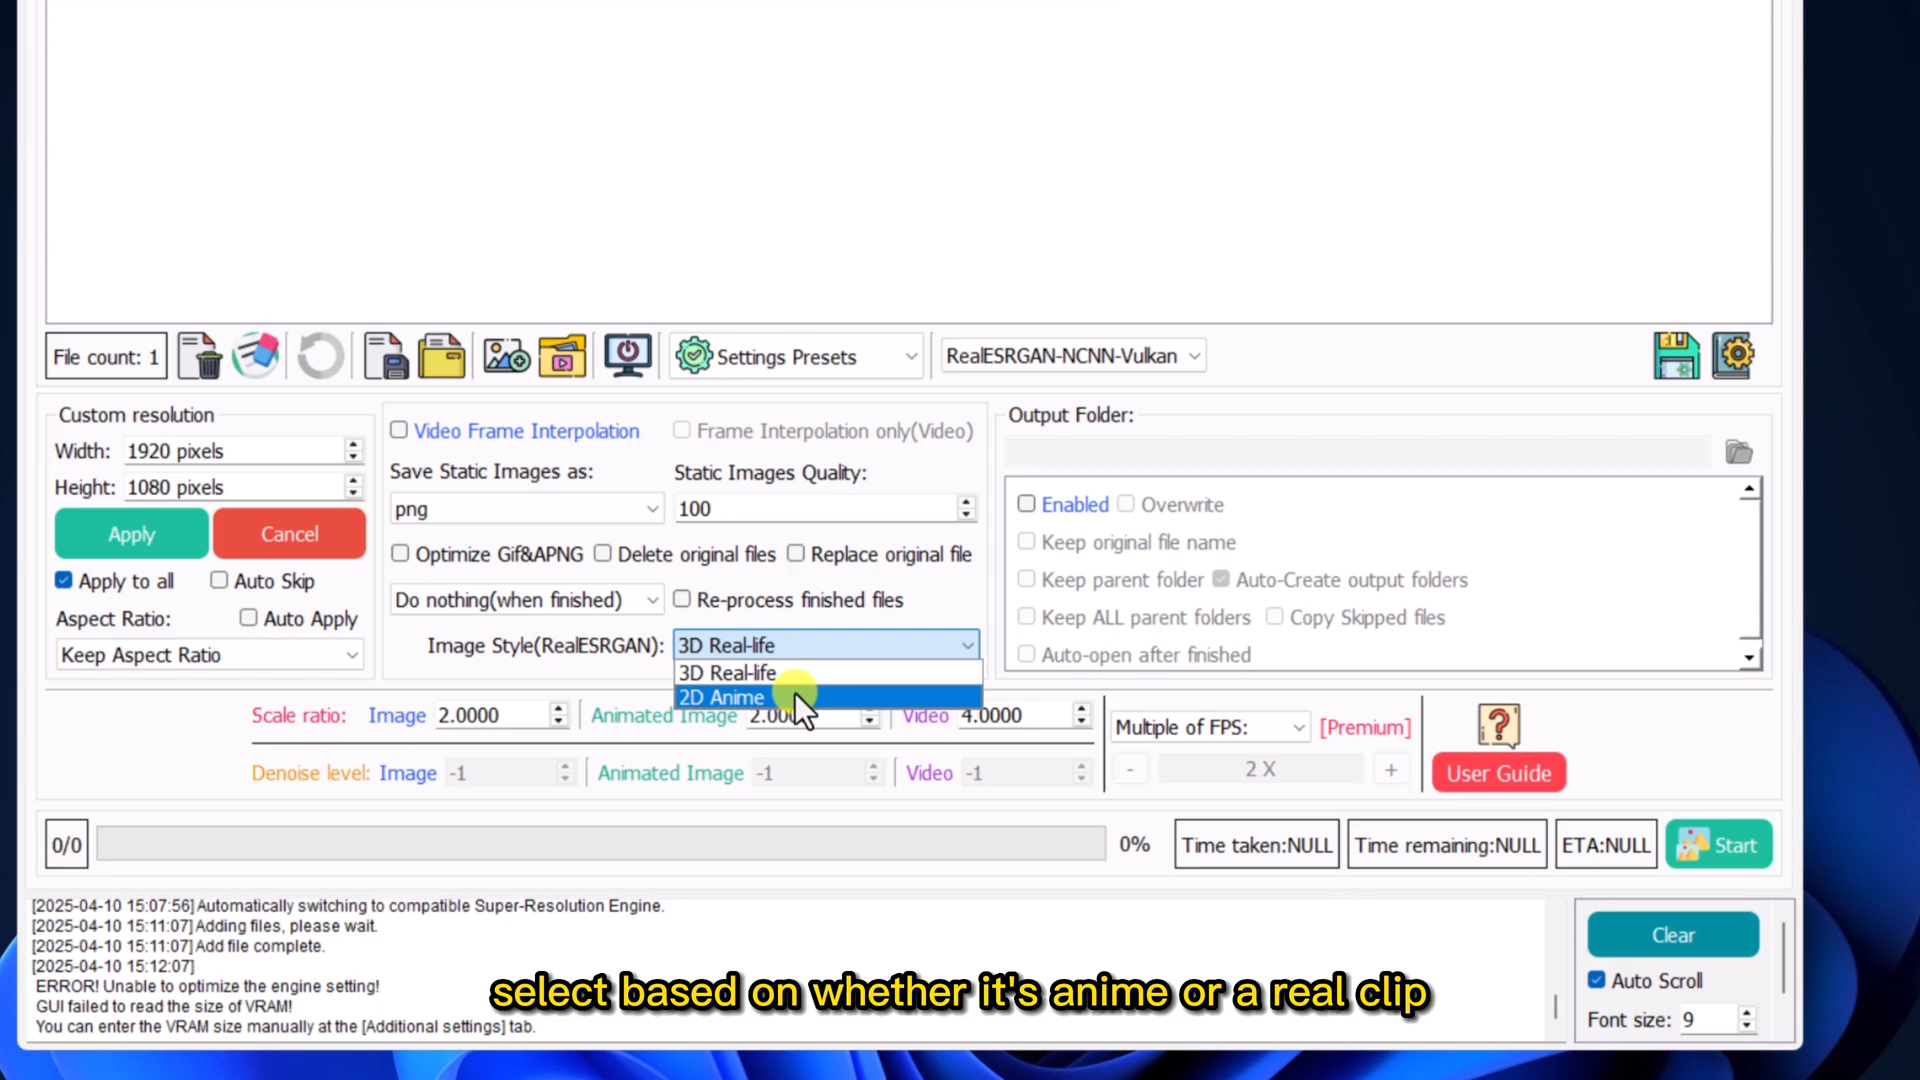 File count: 1
Settings Presets
RealESRGAN-NCNN-Vulkan
Custom resolution
Width: 1920 pixels
Height: 1080 pixels
Apply
Cancel
Apply to all
Auto Skip
Aspect Ratio:
Auto Apply
Keep Aspect Ratio
Video Frame Interpolation
Frame Interpolation only(Video)
Save Static Images as:
Static Images Quality:
png
100
Optimize Gif&APNG
Delete original files
Replace original file
Do nothing(when finished)
Re-process finished files
Image Style(RealESRGAN):
3D Real-life
3D Real-life
2D Anime
Output Folder:
Enabled
Overwrite
Keep original file name
Keep parent folder
Auto-Create output folders
Keep ALL parent folders
Copy Skipped files
Auto-open after finished
Scale ratio: Image 2.0000 Animated Image 2.00 Video 4.0000
Denoise level: Image -1 Animated Image -1 Video -1
Multiple of FPS:
[Premium]
- 2 X +
User Guide
0/0
0%
Time taken:NULL
Time remaining:NULL
ETA:NULL
Start
[2025-04-10 15:07:56]Automatically switching to compatible Super-Resolution Engine.
[2025-04-10 15:11:07]Adding files, please wait.
[2025-04-10 15:11:07]Add file complete.
[2025-04-10 15:12:07]
ERROR! Unable to optimize the engine setting!
GUI failed to read the size of VRAM!
You can enter the VRAM size manually at the [Additional settings] tab.
Clear
Auto Scroll
Font size: 9
select based on whether it's anime or a real clip